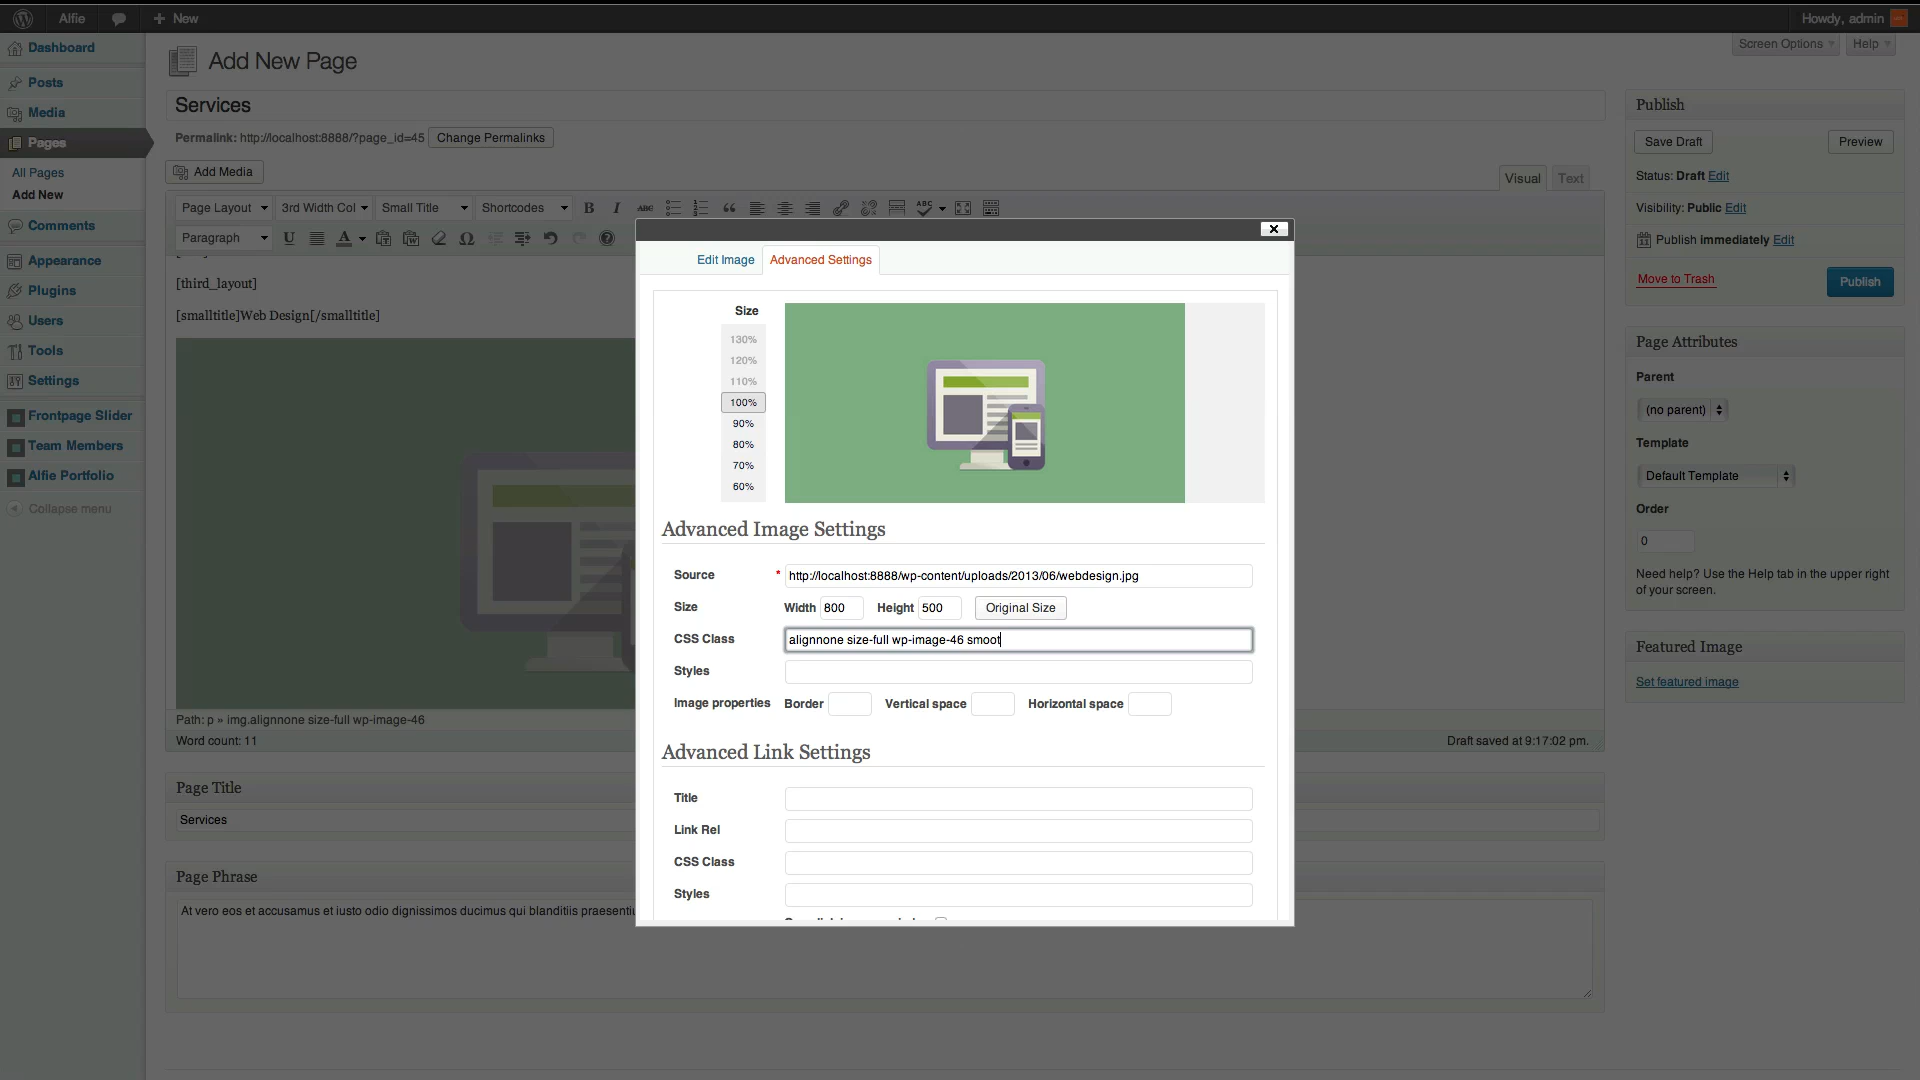 Alfie
+ New
Howdy, admin
Dashboard
Posts
Media
Pages
All Pages
Add New
Comments
Appearance
Plugins
Users
Tools
Settings
Frontpage Slider
Team Members
Alfie Portfolio
Collapse menu
Screen Options
Help
Add New Page
Services
Permalink: http://localhost:8888/?page_id=45 Change Permalinks
Add Media
Visual Text
Page Layout 3rd Width Col Small Title Shortcodes B I ABC ABC
Paragraph U A Ω
[third_layout]
[smalltitle]Web Design[/smalltitle]
Path: p » img.alignnone size-full wp-image-46
Word count: 11
Draft saved at 9:17:02 pm.
Page Title
Services
Page Phrase
At vero eos et accusamus et iusto odio dignissimos ducimus qui blanditiis
Edit Image Advanced Settings
Size
130%
120%
110%
100%
90%
80%
70%
60%
Advanced Image Settings
Source * http://localhost:8888/wp-content/uploads/2013/06/webdesign.jpg
Size Width 800 Height 500 Original Size
CSS Class alignnone size-full wp-image-46 smoot
Styles
Image properties Border Vertical space Horizontal space
Advanced Link Settings
Title
Link Rel
CSS Class
Styles
Publish
Save Draft Preview
Status: Draft Edit
Visibility: Public Edit
Publish immediately Edit
Move to Trash Publish
Page Attributes
Parent
(no parent)
Template
Default Template
Order
0
Need help? Use the Help tab in the upper right
of your screen.
Featured Image
Set featured image